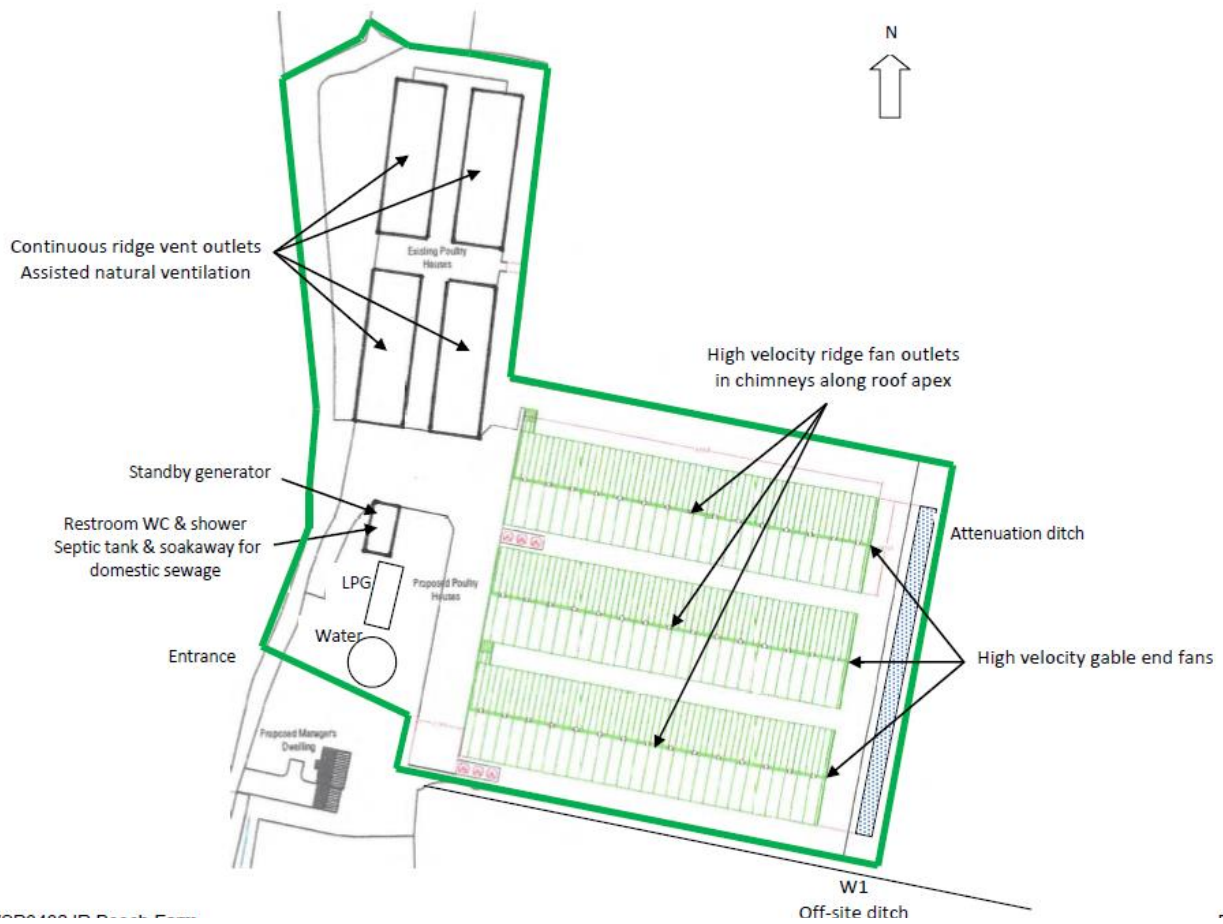 N
Continuous ridge vent outlets
Assisted natural ventilation
Existing Poultry
Houses
High velocity ridge fan outlets
in chimneys along roof apex
Standby generator
Restroom WC & shower
Septic tank & soakaway for
domestic sewage
Attenuation ditch
LPG
Proposed Poultry
Houses
Water
Entrance
High velocity gable end fans
Proposed Manager's
Dwelling
W1
Off-site ditch